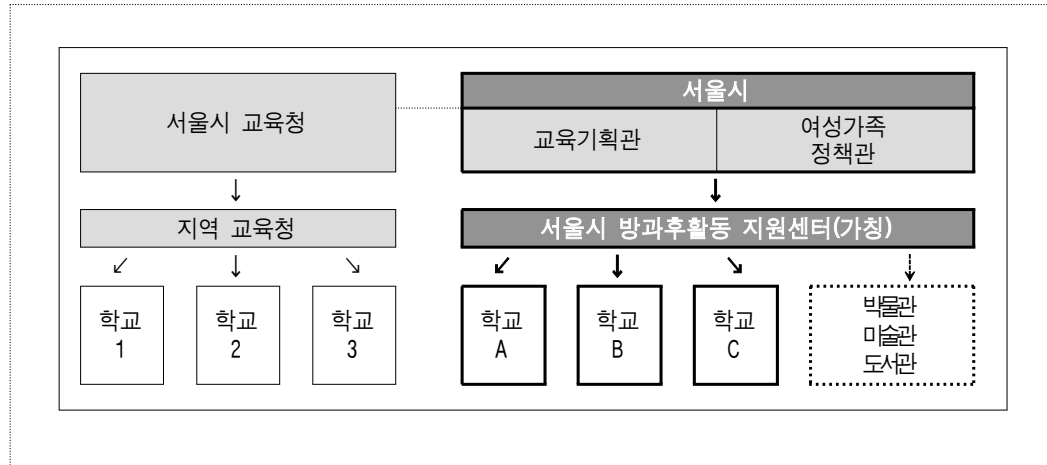 서울시 교육청
서울시
교육기획관
여성가족
정책관
↓
↓
지역 교육청
서울시 방과후활동 지원센터(가칭)
↙ ↓ ↘
↙ ↓ ↘ ⇣
학교
1
학교
2
학교
3
학교
A
학교
B
학교
C
박물관
미술관
도서관